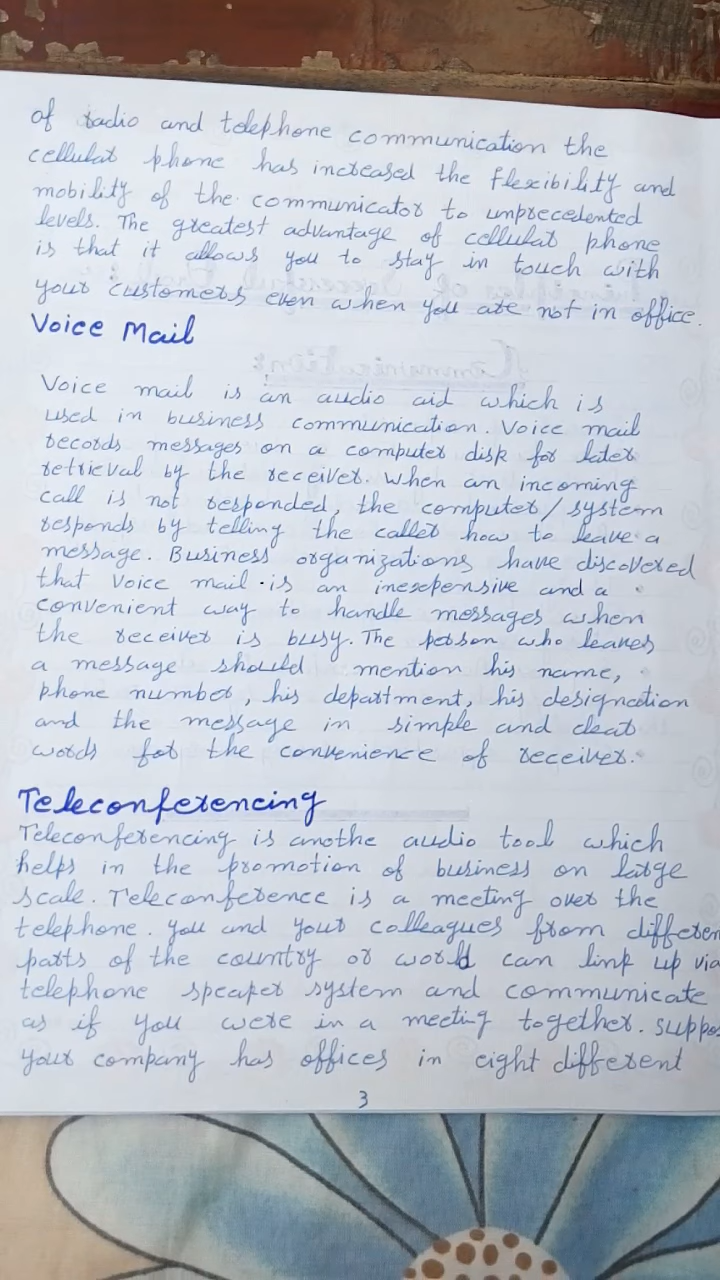 of radio and telephone communication the
cellular phone has increased the flexibility and
mobility of the communicator to unprecedented
levels. The greatest advantage of cellular phone
is that it allows you to stay in touch with
your customers even when you are not in office.
Voice Mail
Voice mail is an audio aid which is
used in business communication. Voice mail
records messages on a computer disk for later
retrieval by the receiver. When an incoming
call is not responded, the computer/system
responds by telling the caller how to leave a
message. Business organizations have discovered
that Voice mail is an inexepensive and a
convenient way to handle messages when
the receiver is busy. The person who leaves
a message should mention his name,
phone number, his department, his designation
and the message in simple and clear
words for the convenience of receiver.
Teleconferencing
Teleconferencing is anothe audio tool which
helps in the promotion of business on large
scale. Teleconference is a meeting over the
telephone. you and your colleagues from differen
parts of the country or world can link up via
telephone speaper system and communicate
as if you were in a meeting together. suppos
your company has offices in eight different
3